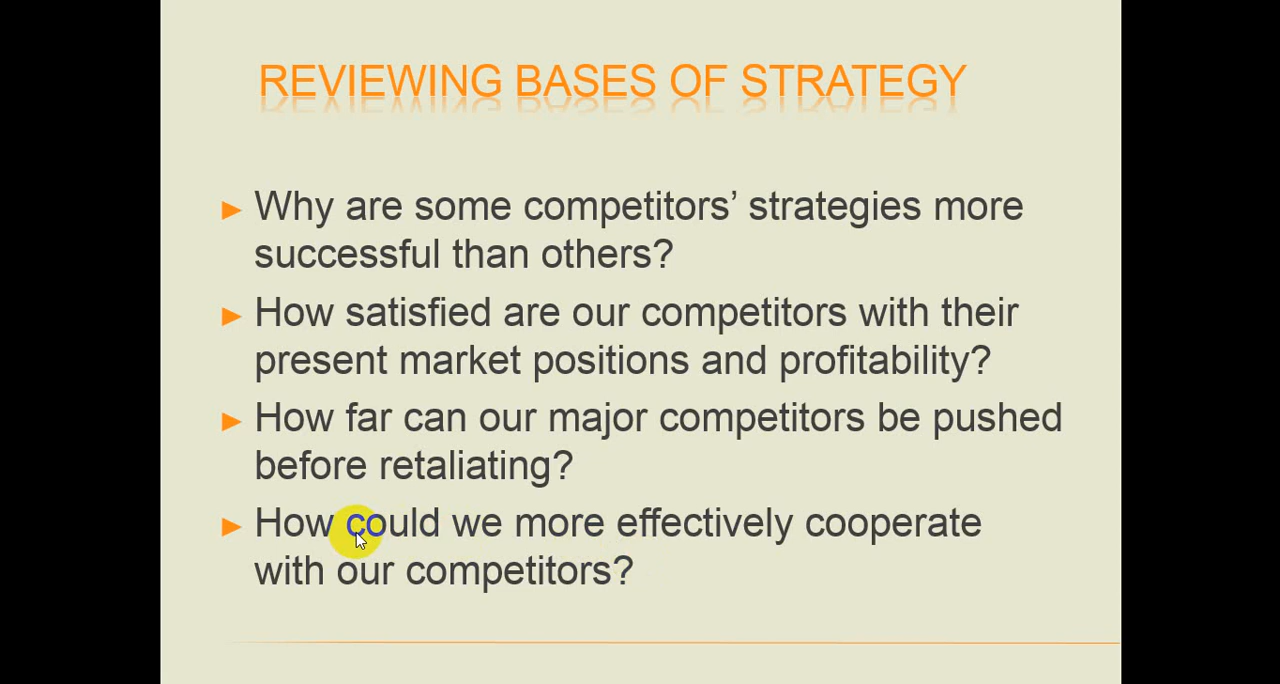 REVIEWING BASES OF STRATEGY
► Why are some competitors’ strategies more
successful than others?
► How satisfied are our competitors with their
present market positions and profitability?
► How far can our major competitors be pushed
before retaliating?
► How could we more effectively cooperate
with our competitors?